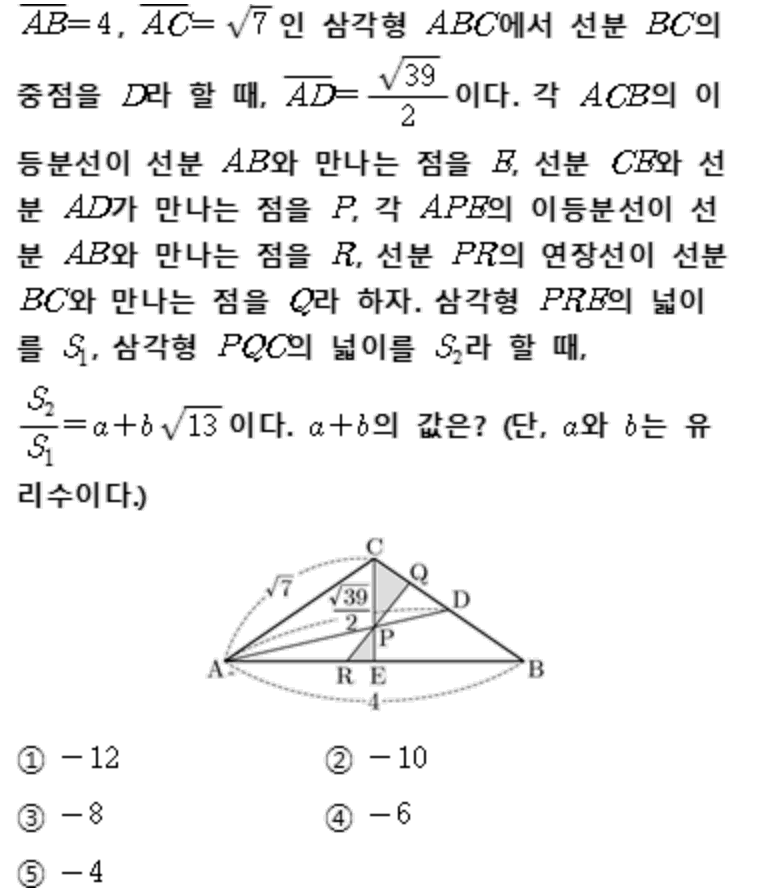 AB=4, AC=√7인 삼각형 ABC에서 선분 BC의
중점을 D라 할 때, AD=√39/2이다. 각 ACB의 이
등분선이 선분 AB와 만나는 점을 E, 선분 CE와 선
분 AD가 만나는 점을 P, 각 APE의 이등분선이 선
분 AB와 만나는 점을 R, 선분 PR의 연장선이 선분
BC와 만나는 점을 Q라 하자. 삼각형 PRE의 넓이
를 S₁, 삼각형 PQC의 넓이를 S₂라 할 때,
S₂/S₁=a+b√13이다. a+b의 값은? (단, a와 b는 유
리수이다.)
C
Q
√7
√39/2
D
P
A
R
E
B
4
① −12
② −10
③ −8
④ −6
⑤ −4